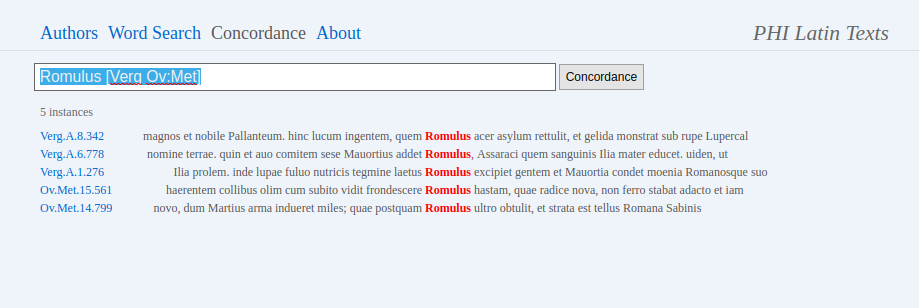 Authors Word Search Concordance About PHI Latin Texts
Romulus [Verg Ov:Met] Concordance
5 instances
Verg.A.8.342 magnos et nobile Pallanteum. hinc lucum ingentem, quem Romulus acer asylum rettulit, et gelida monstrat sub rupe Lupercal
Verg.A.6.778 nomine terrae. quin et auo comitem sese Mauortius addet Romulus, Assaraci quem sanguinis Ilia mater educet. uiden, ut
Verg.A.1.276 Ilia prolem. inde lupae fuluo nutricis tegmine laetus Romulus excipiet gentem et Mauortia condet moenia Romanosque suo
Ov.Met.15.561 haerentem collibus olim cum subito vidit frondescere Romulus hastam, quae radice nova, non ferro stabat adacto et iam
Ov.Met.14.799 novo, dum Martius arma indueret miles; quae postquam Romulus ultro obtulit, et strata est tellus Romana Sabinis